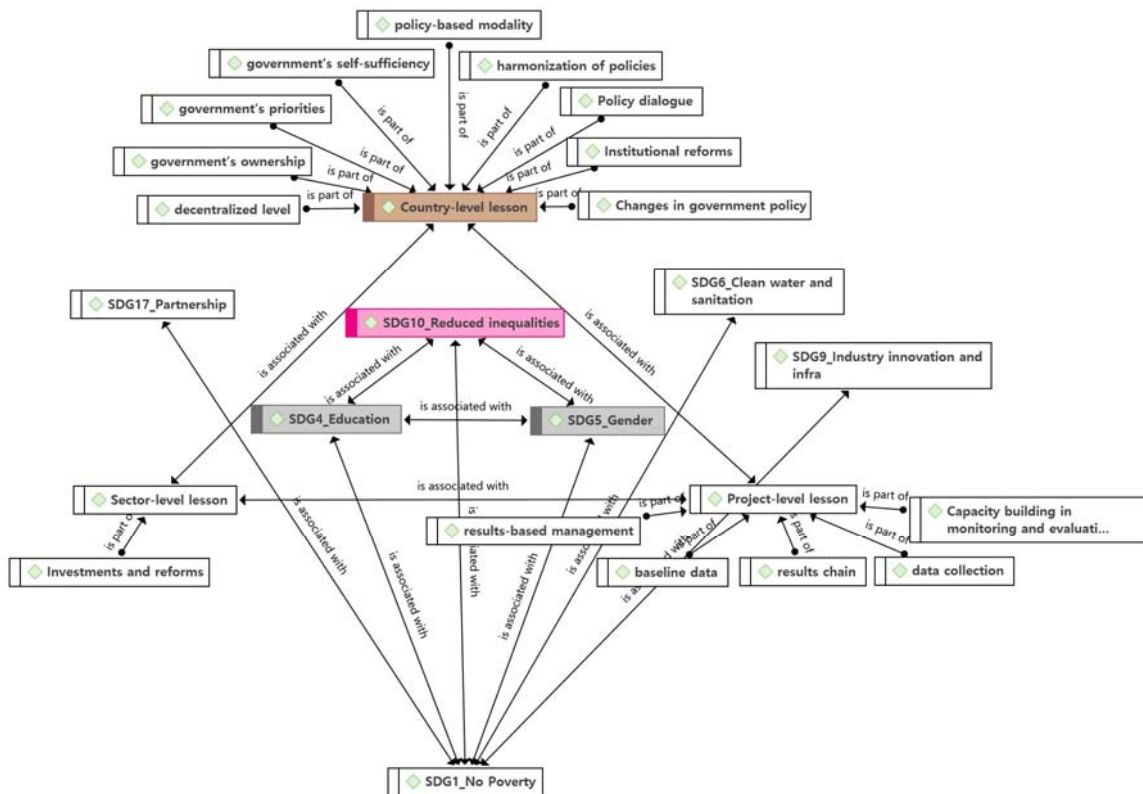 policy-based modality
government's self-sufficiency
harmonization of policies
government's priorities
Policy dialogue
government's ownership
Institutional reforms
decentralized level
Country-level lesson
Changes in government policy
is part of
is part of
is part of
is part of
is part of
is part of
is part of
is part of
is part of
SDG17_Partnership
SDG6_Clean water and
sanitation
SDG10_Reduced inequalities
SDG9_Industry innovation and
infra
is associated with
is associated with
is associated with
is associated with
SDG4_Education
is associated with
SDG5_Gender
Sector-level lesson
is associated with
Project-level lesson
is part of
results-based management
is part of
is part of
Capacity building in
monitoring and evaluati...
Investments and reforms
is part of
baseline data
is part of
results chain
is part of
data collection
is associated with
is associated with
is associated with
is associated with
SDG1_No Poverty